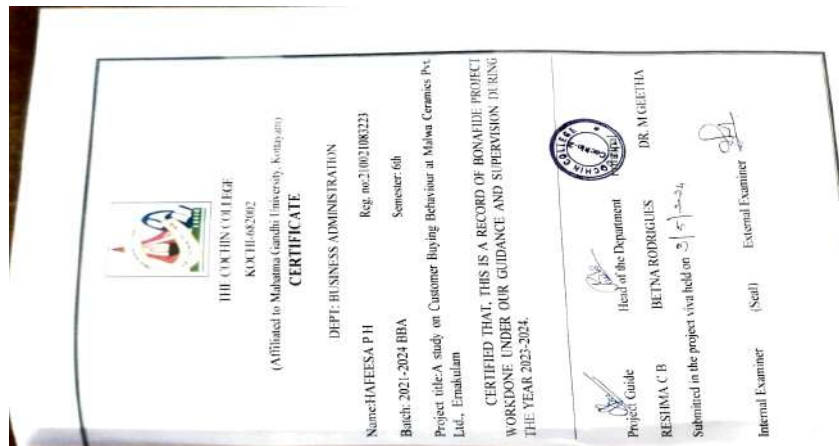 THE COCHIN COLLEGE
KOCHI-682002
(Affiliated to Mahatma Gandhi University, Kottayam)
CERTIFICATE
DEPT: BUSINESS ADMINISTRATION
Name:HAFEESA P H Reg. no:210021083223
Batch: 2021-2024 BBA Semester: 6th
Project title:A study on Customer Buying Behaviour at Malwa Ceramics Pvt.
Ltd., Ernakulam
CERTIFIED THAT, THIS IS A RECORD OF BONAFIDE PROJECT
WORKDONE UNDER OUR GUIDANCE AND SUPERVISION DURING
THE YEAR 2023-2024.
Project Guide Head of the Department
RESHMA C B BETNA RODRIGUES DR. M GEETHA
COCHIN COLLEGE
Submitted in the project viva held on 3/5/2024
Internal Examiner (Seal) External Examiner